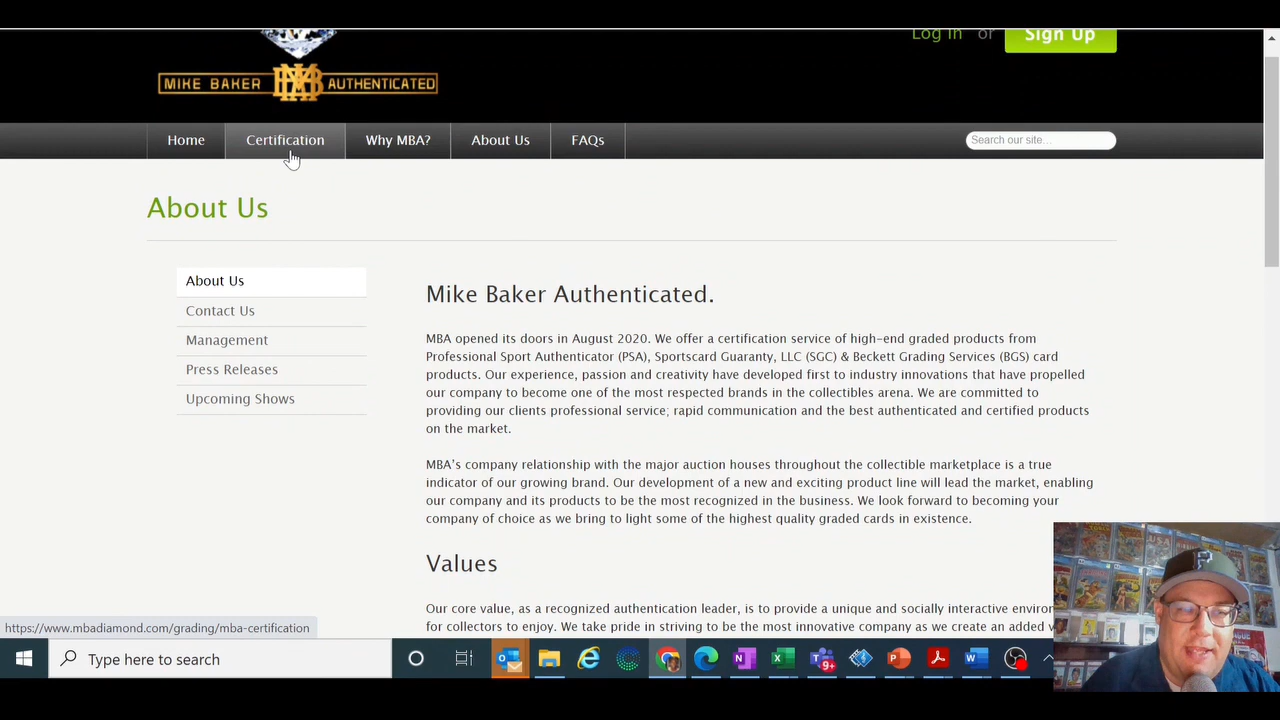 Log In or Sign Up
MIKE BAKER MBA AUTHENTICATED
Home Certification Why MBA? About Us FAQs Search our site...
About Us
About Us
Contact Us
Management
Press Releases
Upcoming Shows
Mike Baker Authenticated.
MBA opened its doors in August 2020. We offer a certification service of high-end graded products from
Professional Sport Authenticator (PSA), Sportscard Guaranty, LLC (SGC) & Beckett Grading Services (BGS) card
products. Our experience, passion and creativity have developed first to industry innovations that have propelled
our company to become one of the most respected brands in the collectibles arena. We are committed to
providing our clients professional service; rapid communication and the best authenticated and certified products
on the market.
MBA's company relationship with the major auction houses throughout the collectible marketplace is a true
indicator of our growing brand. Our development of a new and exciting product line will lead the market, enabling
our company and its products to be the most recognized in the business. We look forward to becoming your
company of choice as we bring to light some of the highest quality graded cards in existence.
Values
Our core value, as a recognized authentication leader, is to provide a unique and socially interactive environ
for collectors to enjoy. We take pride in striving to be the most innovative company as we create an added v
https://www.mbadiamond.com/grading/mba-certification
Type here to search
9+